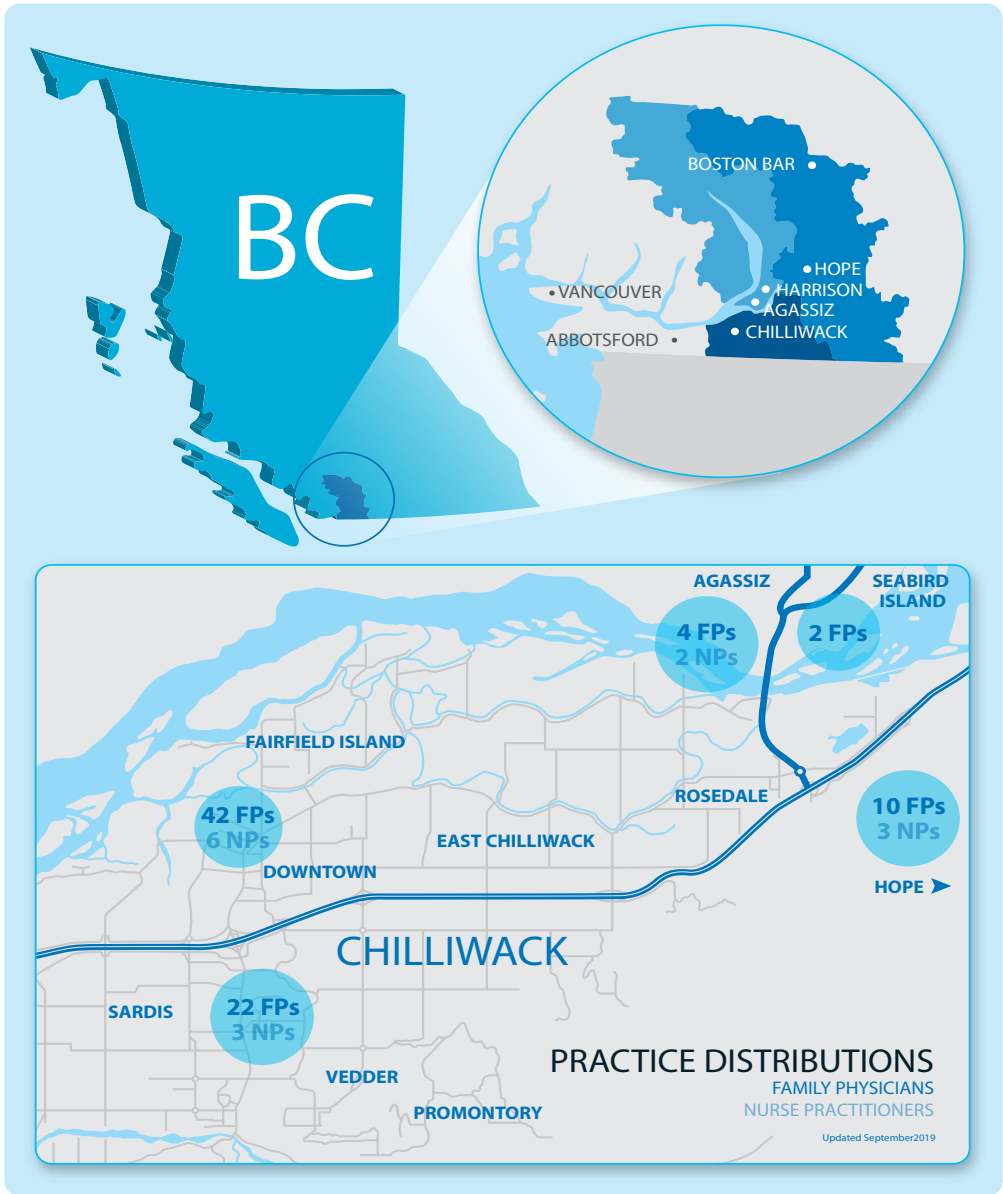 BC
BOSTON BAR
HOPE
HARRISON
AGASSIZ
CHILLIWACK
VANCOUVER
ABBOTSFORD
AGASSIZ
SEABIRD
ISLAND
4 FPs
2 NPs
2 FPs
FAIRFIELD ISLAND
ROSEDALE
42 FPs
6 NPs
10 FPs
3 NPs
EAST CHILLIWACK
DOWNTOWN
HOPE
CHILLIWACK
SARDIS
22 FPs
3 NPs
VEDDER
PROMONTORY
PRACTICE DISTRIBUTIONS
FAMILY PHYSICIANS
NURSE PRACTITIONERS
Updated September2019